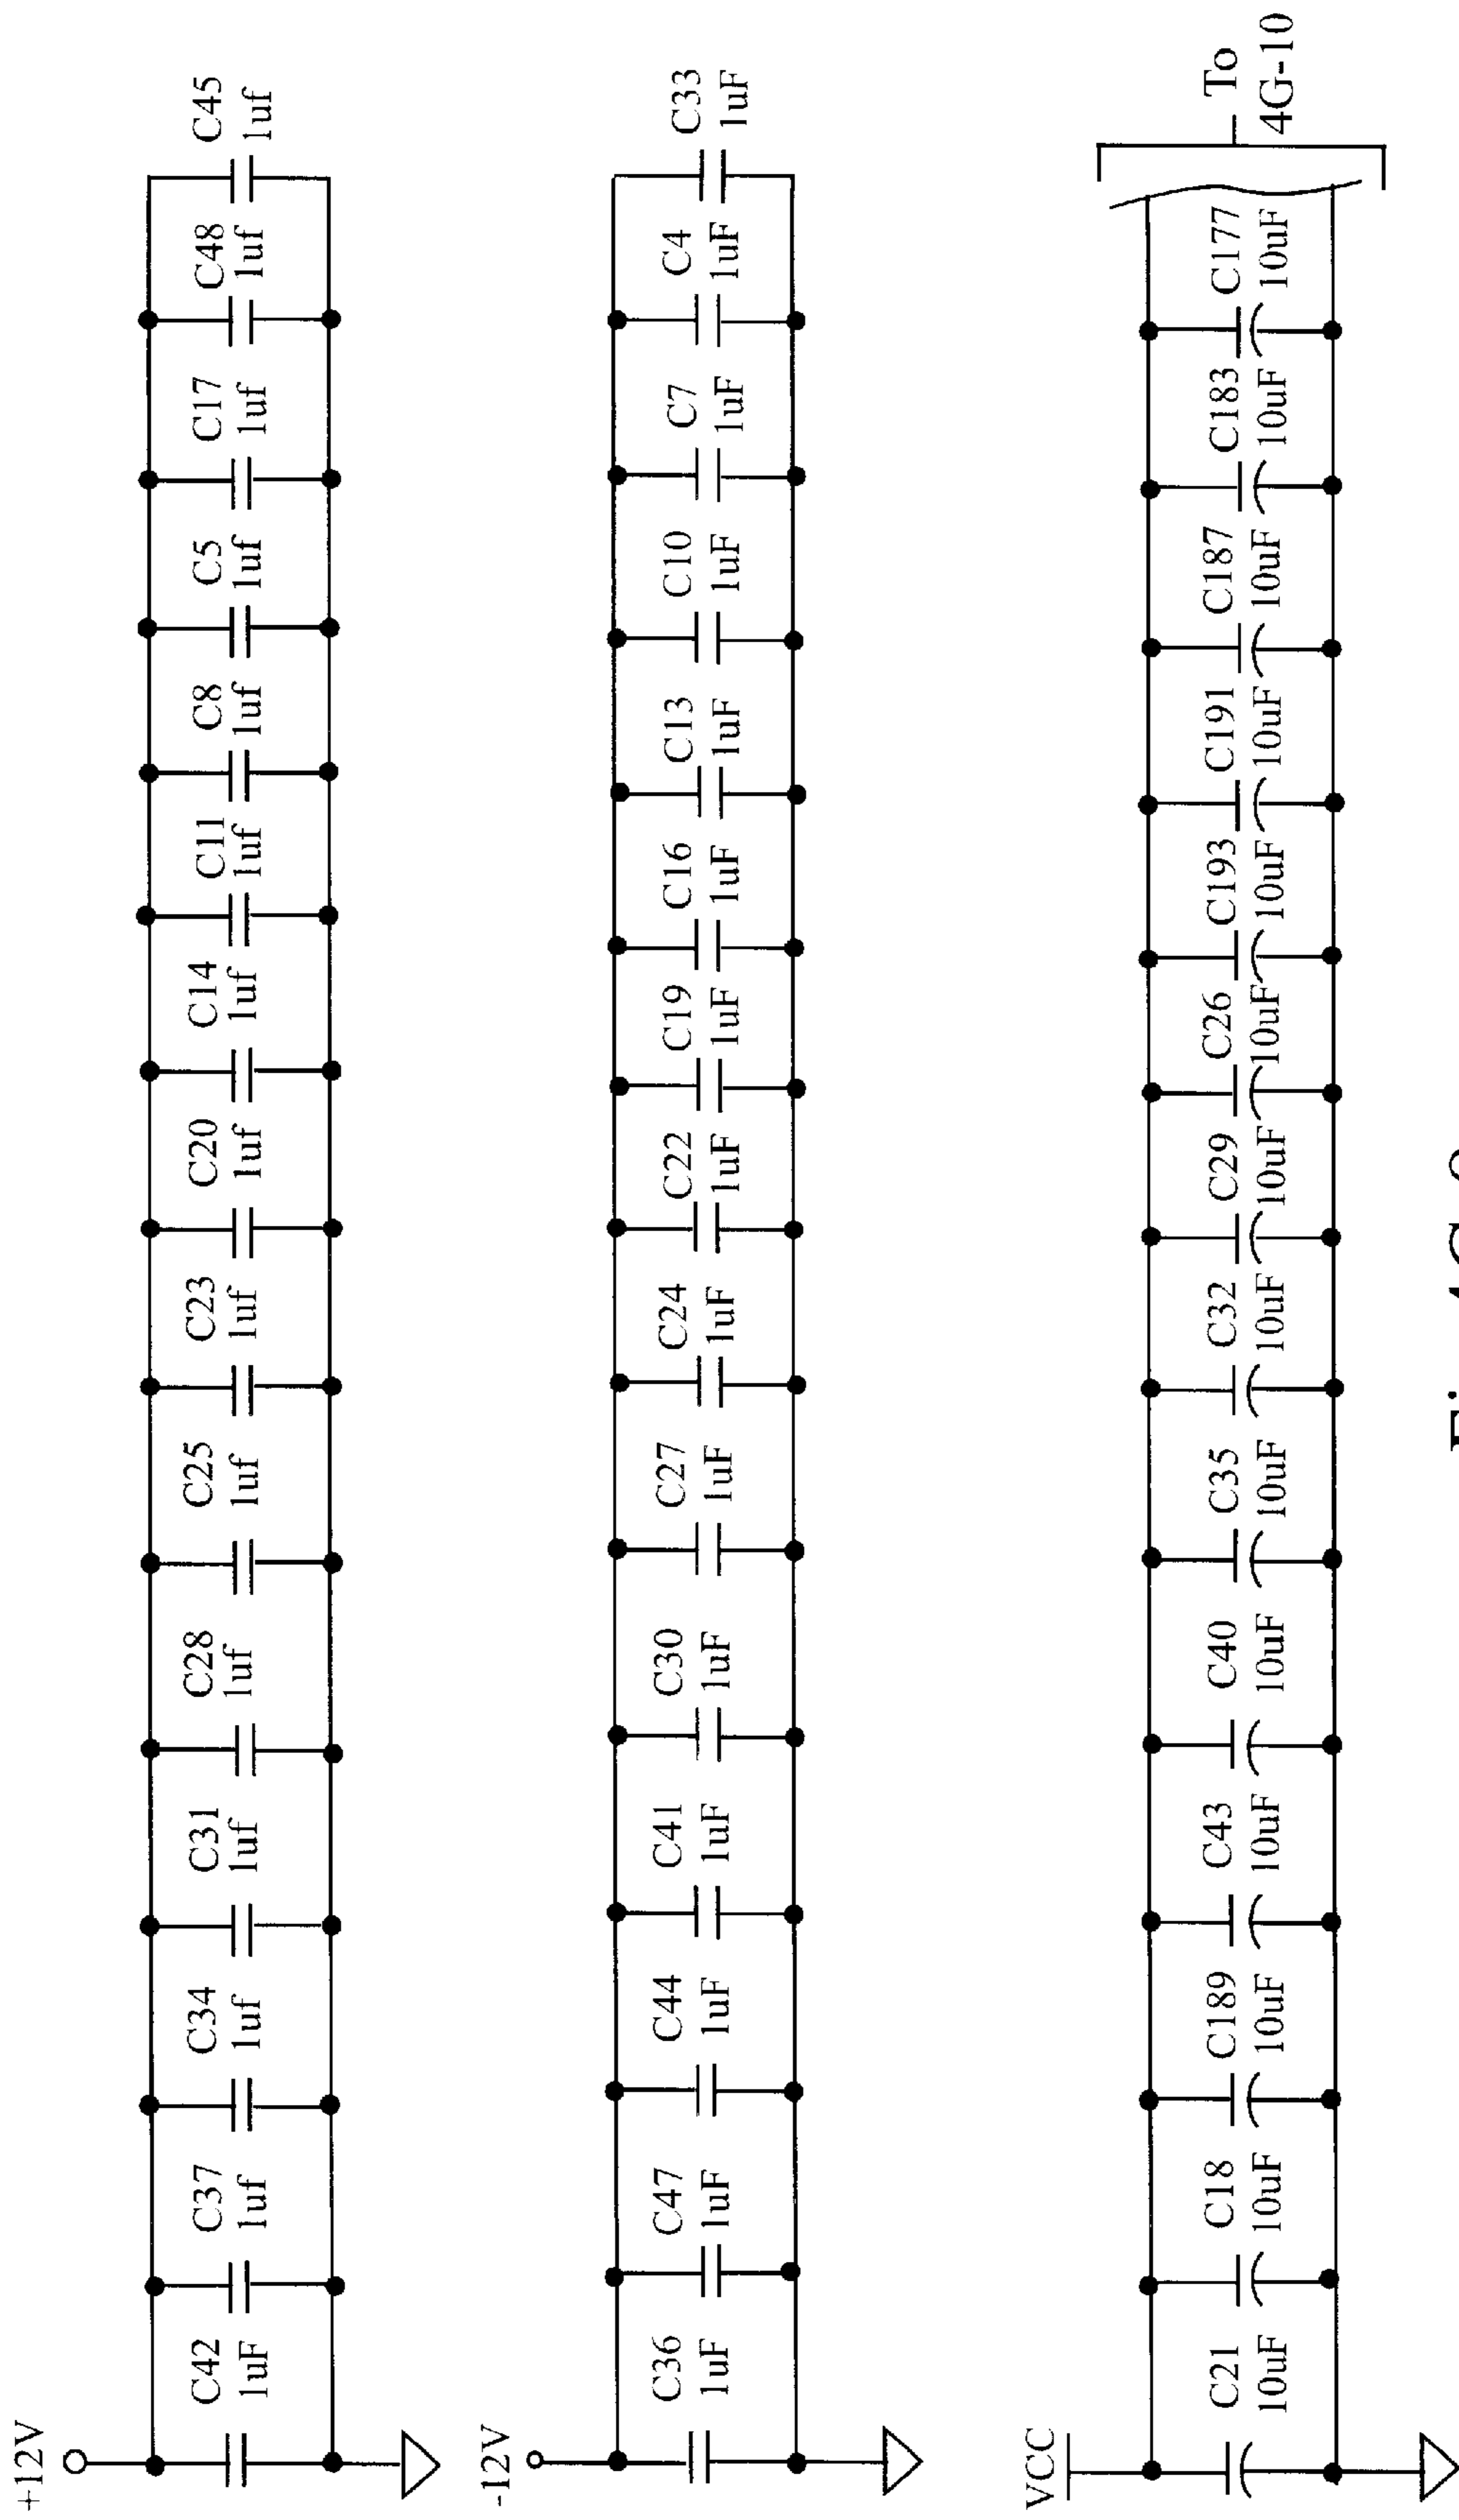 +12V
C42
1uF
C37
1uf
C34
1uf
C31
1uf
C28
1uf
C25
1uf
C23
1uf
C20
1uf
C14
1uf
C11
1uf
C8
1uf
C5
1uf
C17
1uf
C48
1uf
C45
1uf
-12V
C36
1uF
C47
1uF
C44
1uF
C41
1uF
C30
1uF
C27
1uF
C24
1uF
C22
1uF
C19
1uF
C16
1uF
C13
1uF
C10
1uF
C7
1uF
C4
1uF
C33
1uF
VCC
C21
10uF
C18
10uF
C189
10uF
C43
10uF
C40
10uF
C35
10uF
C32
10uF
C29
10uF
C26
10uF
C193
10uF
C191
10uF
C187
10uF
C183
10uF
C177
10uF
To
4G-10